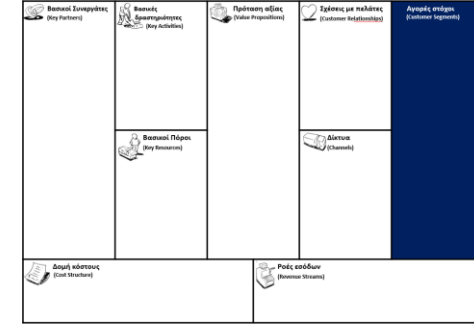 Βασικοί Συνεργάτες
(Key Partners)
Βασικές
δραστηριότητες
(Key Activities)
Πρόταση αξίας
(Value Propositions)
Σχέσεις με πελάτες
(Customer Relationships)
Αγορές στόχοι
(Customer Segments)
Βασικοί Πόροι
(Key Resources)
Δίκτυα
(Channels)
Δομή κόστους
(Cost Structure)
Ροές εσόδων
(Revenue Streams)